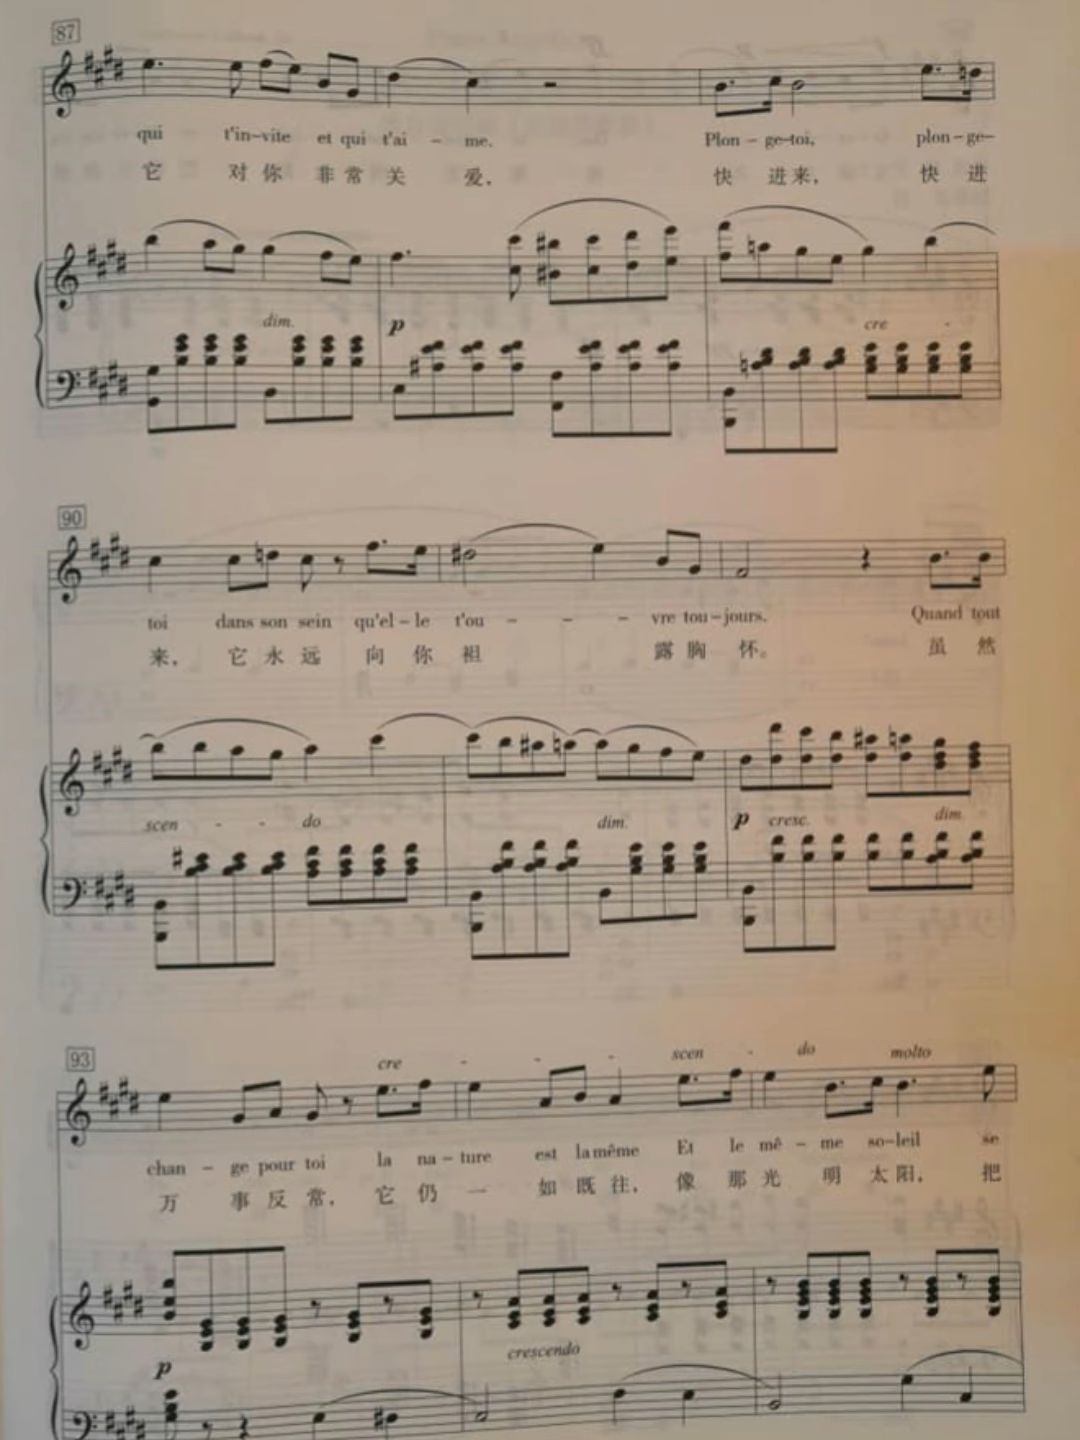 87
qui t'in-vite et qui t'ai - me. Plon - ge-toi, plon-ge-
它 对 你 非 常 关 爱, 快 进 来, 快 进
dim. p cre -
90
toi dans son sein qu'el-le t'ou - - - vre tou-jours. Quand tout
来, 它 永 远 向 你 袒 露 胸 怀。 虽 然
scen - - do dim. p cresc. dim.
93
cre - - - scen - do molto
chan - ge pour toi la na-ture est la même Et le mê - me so-leil se
万 事 反 常, 它 仍 一 如 既 往, 像 那 光 明 太 阳, 把
crescendo
p